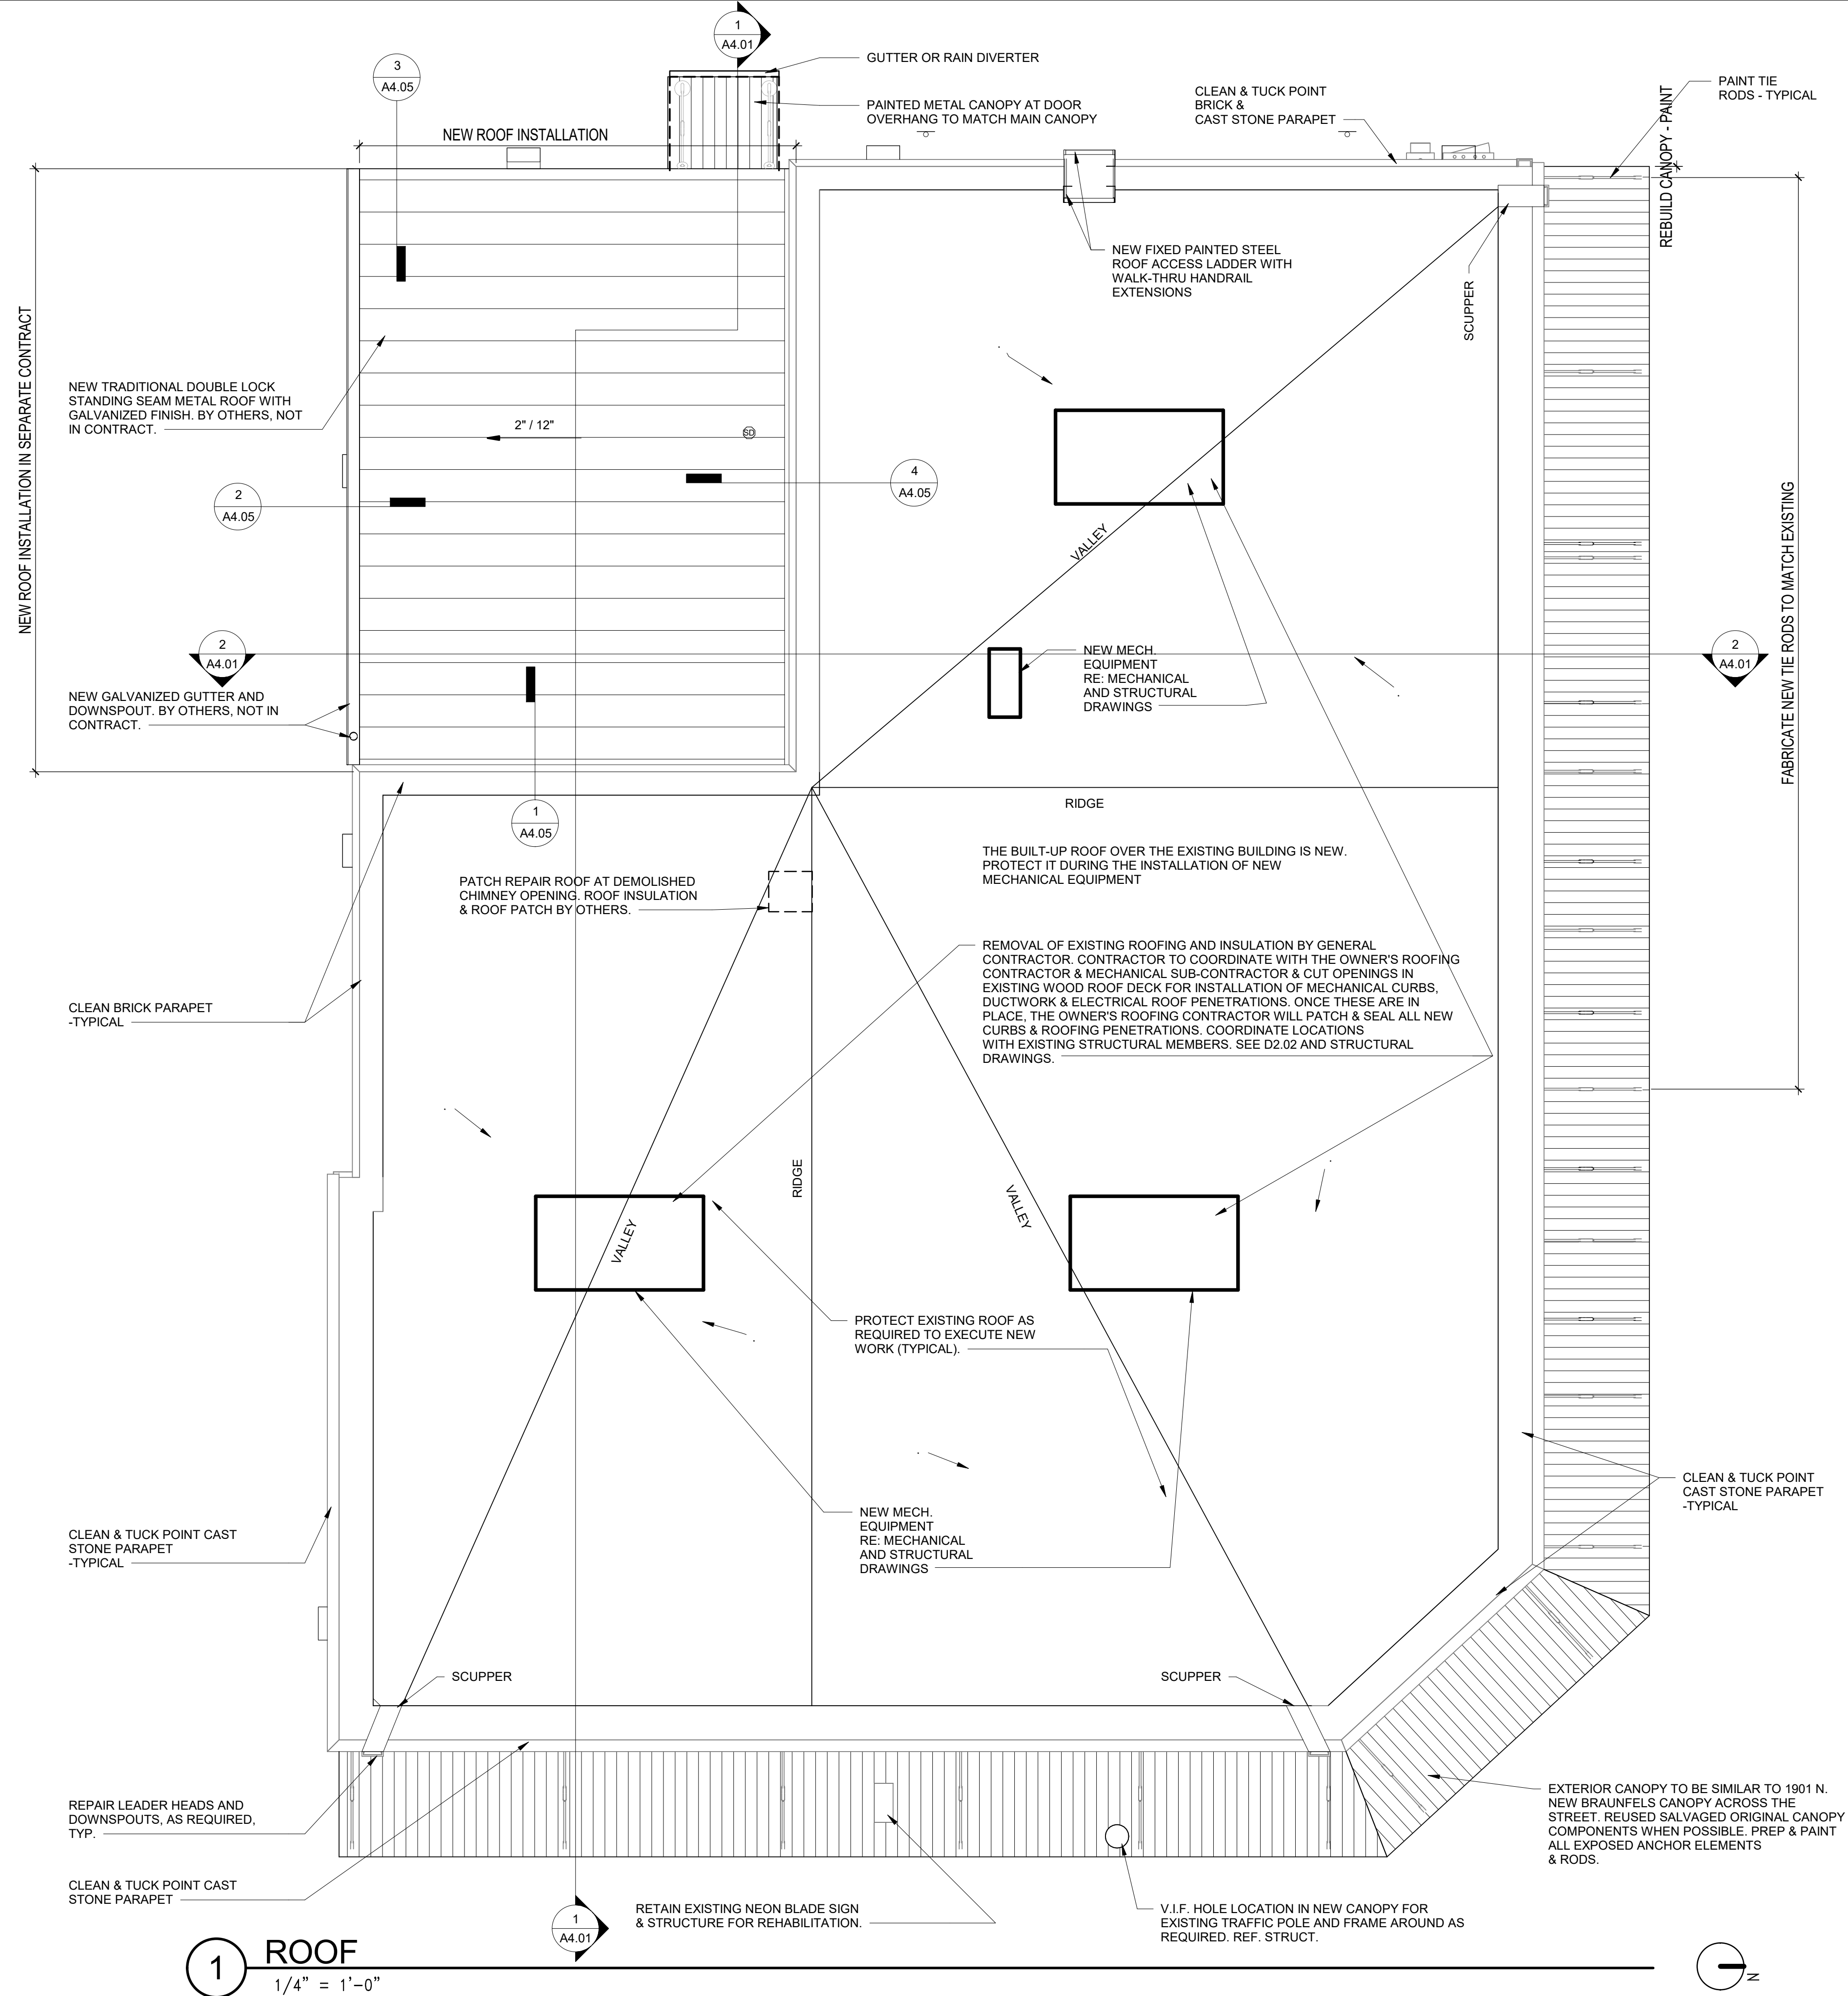 1
A4.01
GUTTER OR RAIN DIVERTER
3
A4.05
PAINTED METAL CANOPY AT DOOR
OVERHANG TO MATCH MAIN CANOPY
CLEAN & TUCK POINT
BRICK &
CAST STONE PARAPET
PAINT TIE
RODS - TYPICAL
NEW ROOF INSTALLATION
REBUILD CANOPY - PAINT
NEW FIXED PAINTED STEEL
ROOF ACCESS LADDER WITH
WALK-THRU HANDRAIL
EXTENSIONS
SCUPPER
NEW ROOF INSTALLATION IN SEPARATE CONTRACT
NEW TRADITIONAL DOUBLE LOCK
STANDING SEAM METAL ROOF WITH
GALVANIZED FINISH. BY OTHERS, NOT
IN CONTRACT.
2" / 12"
SD
4
A4.05
2
A4.05
VALLEY
FABRICATE NEW TIE RODS TO MATCH EXISTING
2
A4.01
NEW MECH.
EQUIPMENT
RE: MECHANICAL
AND STRUCTURAL
DRAWINGS
2
A4.01
NEW GALVANIZED GUTTER AND
DOWNSPOUT. BY OTHERS, NOT IN
CONTRACT.
1
A4.05
RIDGE
THE BUILT-UP ROOF OVER THE EXISTING BUILDING IS NEW.
PROTECT IT DURING THE INSTALLATION OF NEW
MECHANICAL EQUIPMENT
PATCH REPAIR ROOF AT DEMOLISHED
CHIMNEY OPENING. ROOF INSULATION
& ROOF PATCH BY OTHERS.
REMOVAL OF EXISTING ROOFING AND INSULATION BY GENERAL
CONTRACTOR. CONTRACTOR TO COORDINATE WITH THE OWNER'S ROOFING
CONTRACTOR & MECHANICAL SUB-CONTRACTOR & CUT OPENINGS IN
EXISTING WOOD ROOF DECK FOR INSTALLATION OF MECHANICAL CURBS,
DUCTWORK & ELECTRICAL ROOF PENETRATIONS. ONCE THESE ARE IN
PLACE, THE OWNER'S ROOFING CONTRACTOR WILL PATCH & SEAL ALL NEW
CURBS & ROOFING PENETRATIONS. COORDINATE LOCATIONS
WITH EXISTING STRUCTURAL MEMBERS. SEE D2.02 AND STRUCTURAL
DRAWINGS.
CLEAN BRICK PARAPET
-TYPICAL
RIDGE
VALLEY
VALLEY
PROTECT EXISTING ROOF AS
REQUIRED TO EXECUTE NEW
WORK (TYPICAL).
CLEAN & TUCK POINT
CAST STONE PARAPET
-TYPICAL
NEW MECH.
EQUIPMENT
RE: MECHANICAL
AND STRUCTURAL
DRAWINGS
CLEAN & TUCK POINT CAST
STONE PARAPET
-TYPICAL
SCUPPER
SCUPPER
REPAIR LEADER HEADS AND
DOWNSPOUTS, AS REQUIRED,
TYP.
EXTERIOR CANOPY TO BE SIMILAR TO 1901 N.
NEW BRAUNFELS CANOPY ACROSS THE
STREET. REUSED SALVAGED ORIGINAL CANOPY
COMPONENTS WHEN POSSIBLE. PREP & PAINT
ALL EXPOSED ANCHOR ELEMENTS
& RODS.
CLEAN & TUCK POINT CAST
STONE PARAPET
1
A4.01
RETAIN EXISTING NEON BLADE SIGN
& STRUCTURE FOR REHABILITATION.
V.I.F. HOLE LOCATION IN NEW CANOPY FOR
EXISTING TRAFFIC POLE AND FRAME AROUND AS
REQUIRED. REF. STRUCT.
1
ROOF
1/4" = 1'-0"
N